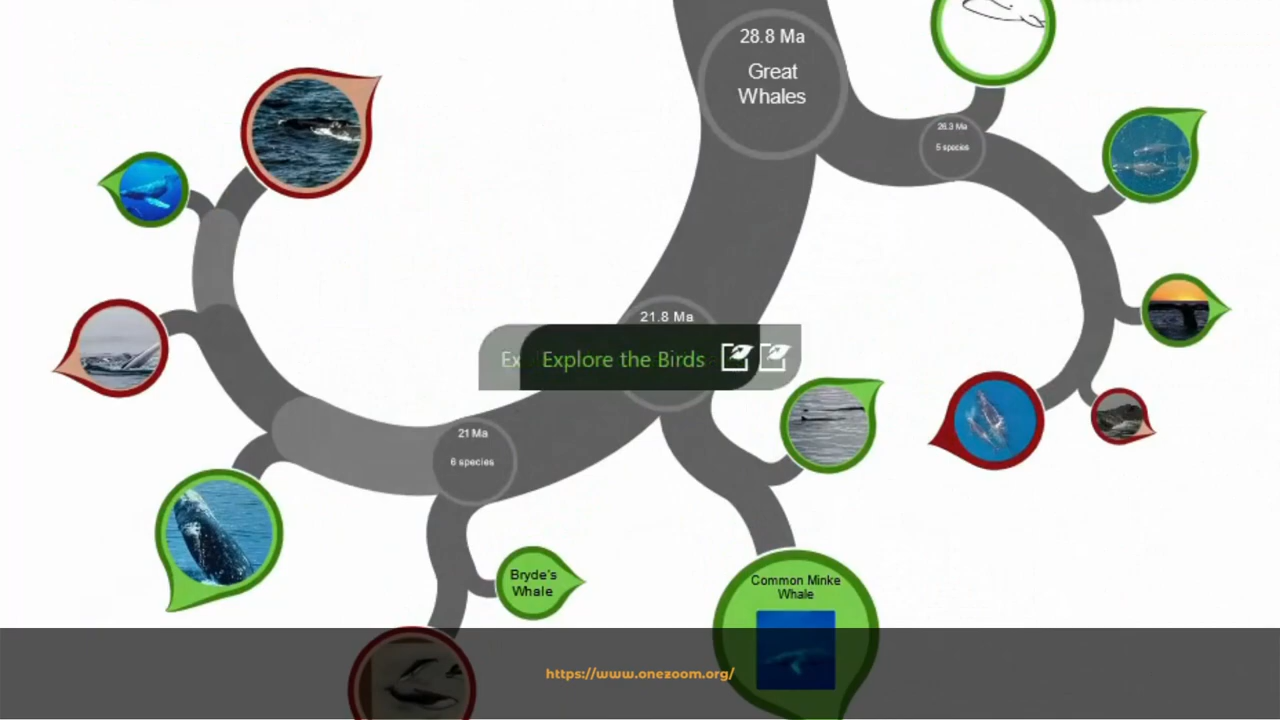 28.8 Ma
Great
Whales
26.3 Ma
5 species
21.8 Ma
Ex
Explore the Birds
21 Ma
6 species
Bryde's
Whale
Common Minke
Whale
https://www.onezoom.org/